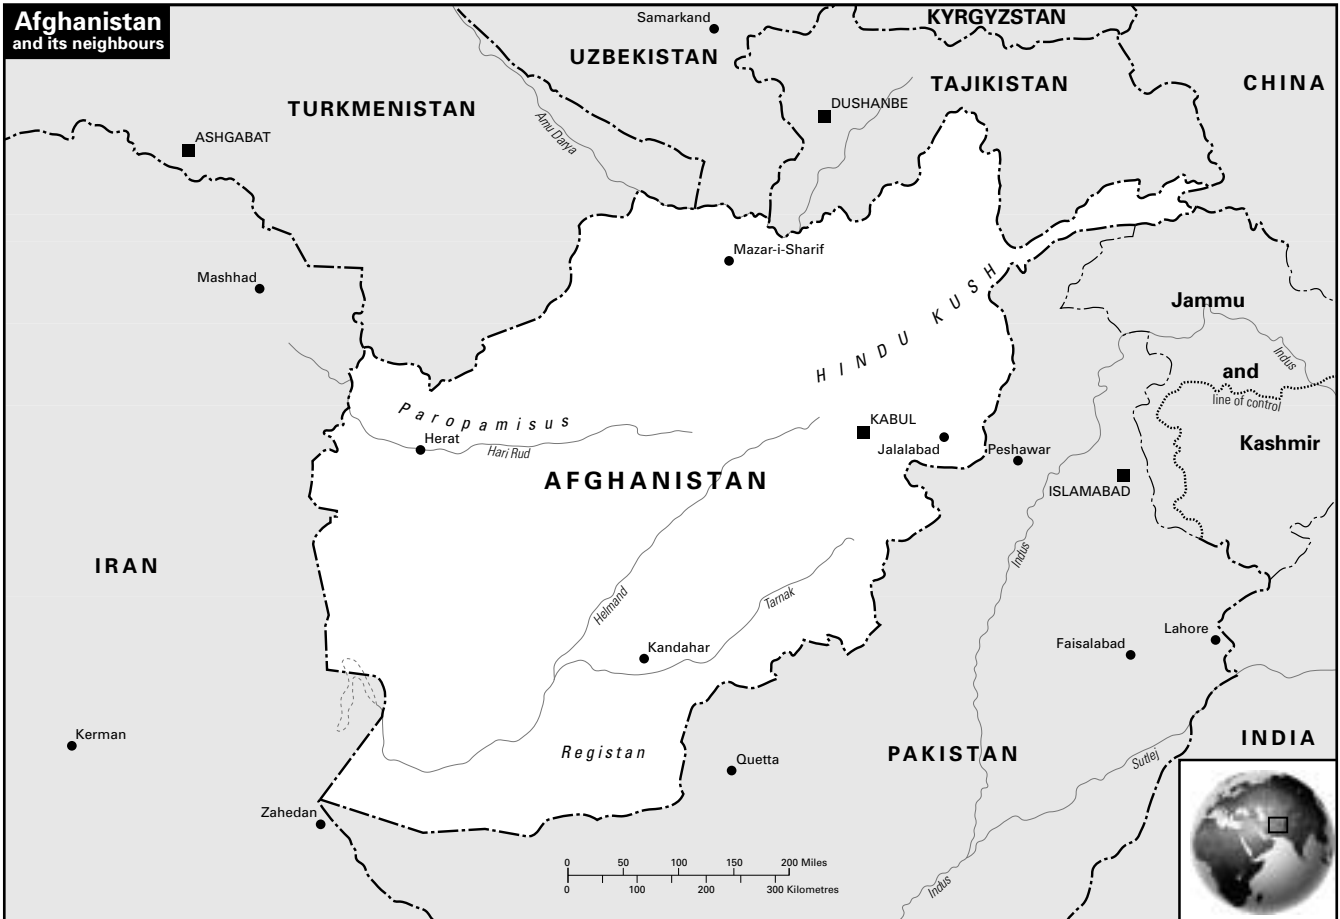 Afghanistan
and its neighbours
Samarkand
KYRGYZSTAN
UZBEKISTAN
TAJIKISTAN
CHINA
TURKMENISTAN
DUSHANBE
Amu Darya
ASHGABAT
Mazar-i-Sharif
Mashhad
HINDU KUSH
Jammu
and
Kashmir
Indus
line of control
Paropamisus
Herat
Hari Rud
KABUL
Jalalabad
Peshawar
ISLAMABAD
AFGHANISTAN
IRAN
Indus
Helmand
Tarnak
Kandahar
Faisalabad
Lahore
Kerman
Registan
Quetta
PAKISTAN
INDIA
Sutlej
Zahedan
Indus
0 50 100 150 200 Miles
0 100 200 300 Kilometres